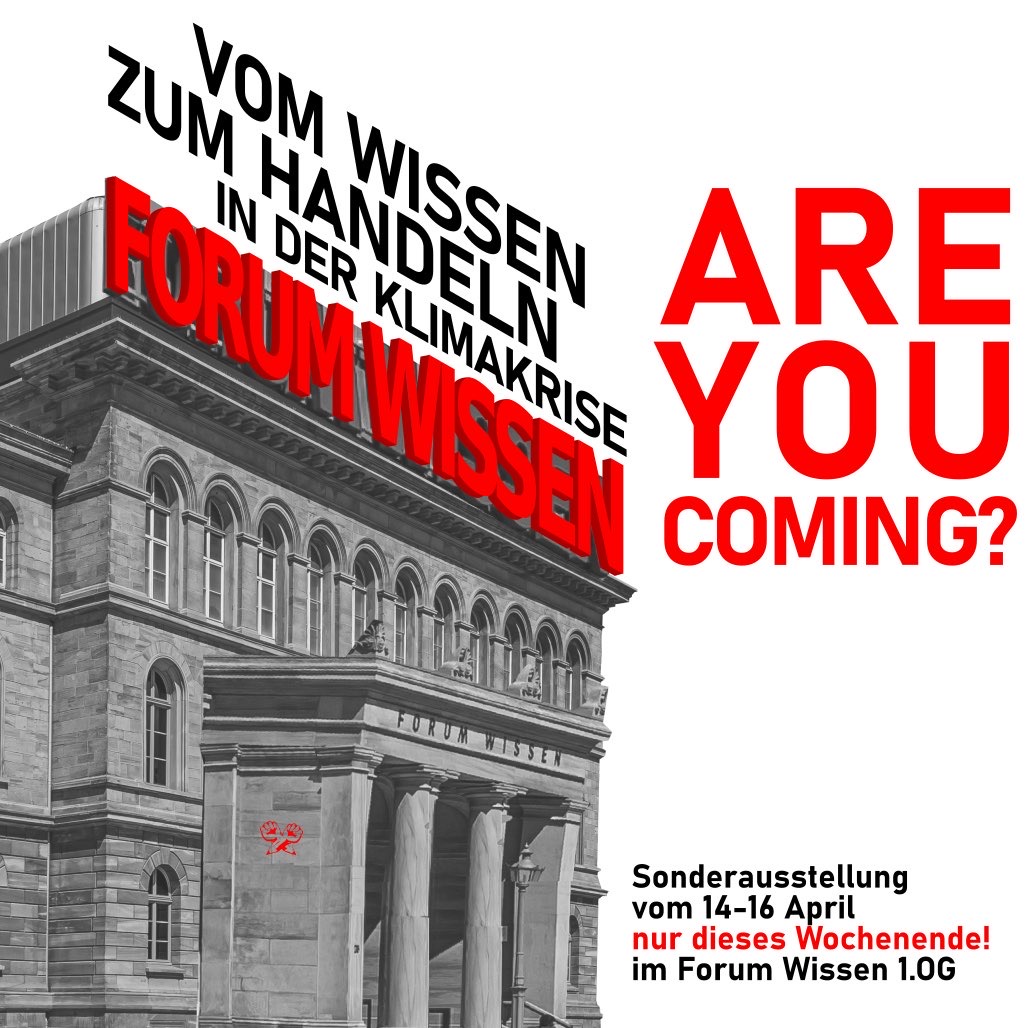 VOM WISSEN
ZUM HANDELN
IN DER KLIMAKRISE
FORUM WISSEN
ARE
YOU
COMING?
FORUM WISSEN
Sonderausstellung
vom 14-16 April
nur dieses Wochenende!
im Forum Wissen 1.OG